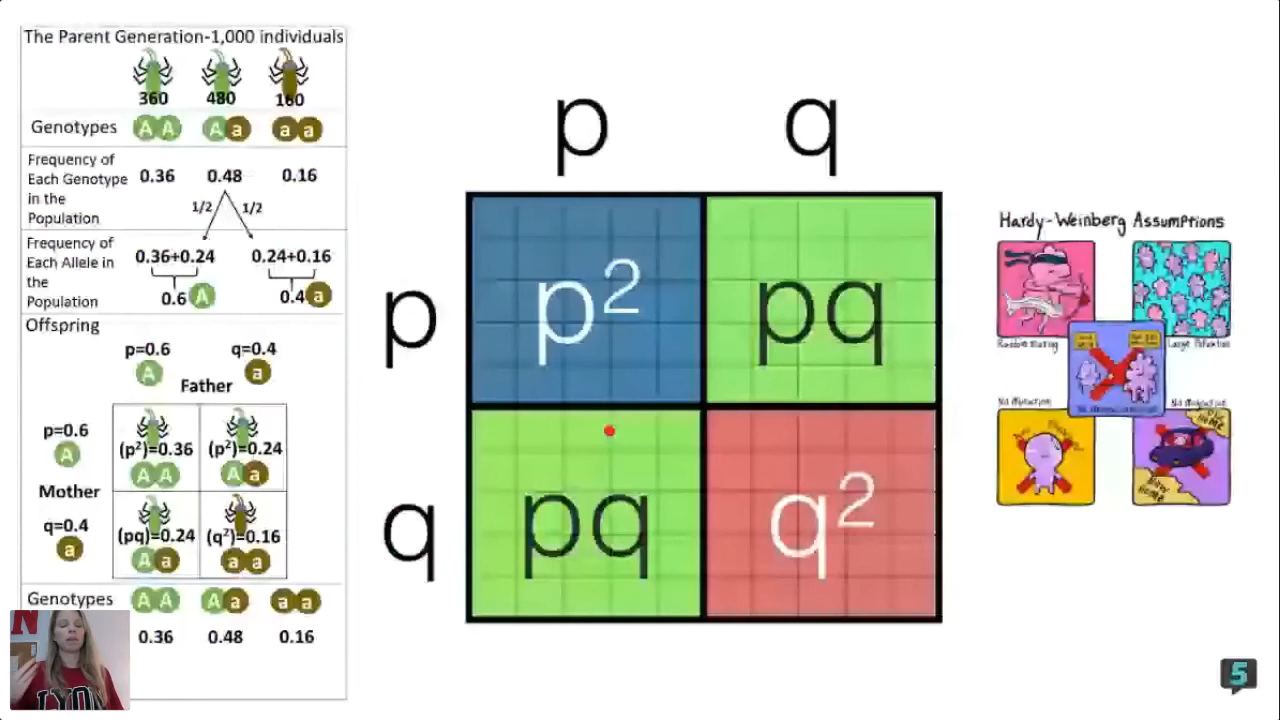 The Parent Generation-1,000 individuals
360 480 160
Genotypes A A A a a a
Frequency of
Each Genotype
in the
Population
0.36 0.48 0.16
1/2 1/2
Frequency of
Each Allele in
the
Population
0.36+0.24 0.24+0.16
0.6 A 0.4 a
Offspring
p=0.6 q=0.4
A a
Father
p=0.6
A
Mother
q=0.4
a
(p²)=0.36 (p²)=0.24
A A A a
(pq)=0.24 (q²)=0.16
A a a a
Genotypes A A A a a a
0.36 0.48 0.16
N
LYON
p q
p p² pq
q pq q²
Hardy-Weinberg Assumptions
Random Mating
Large Population
No Migration
5